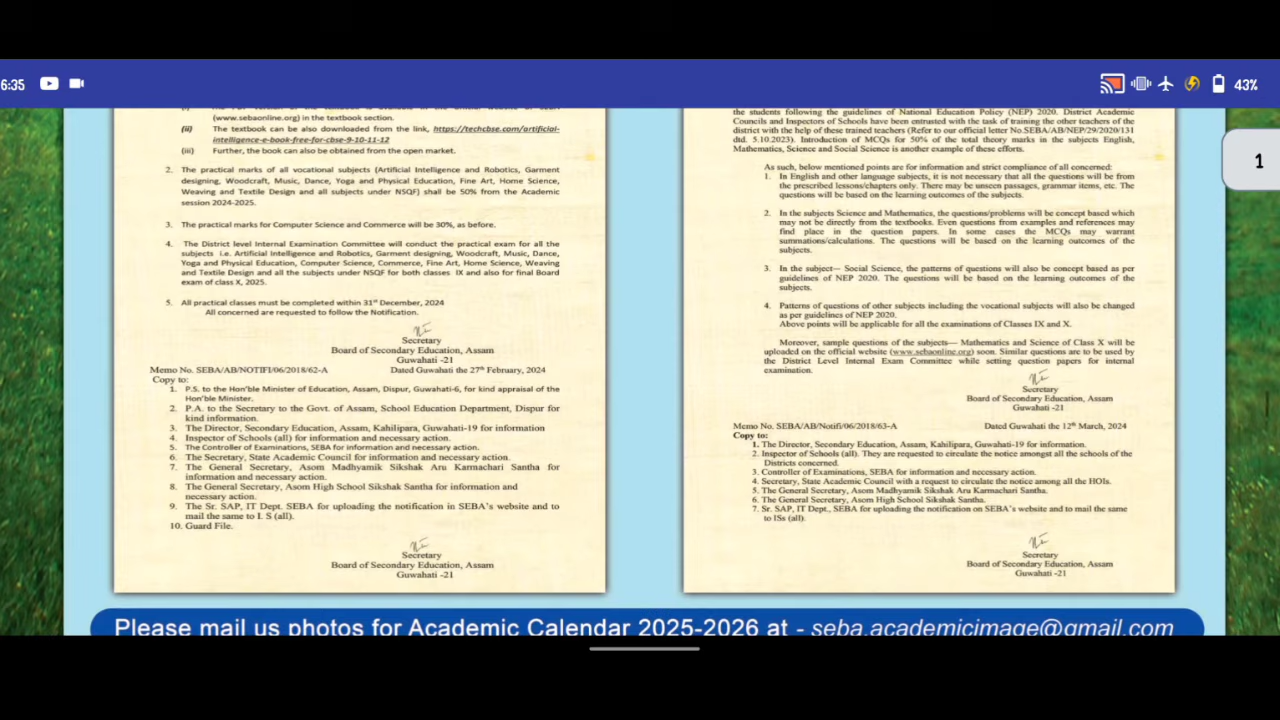 6:35
43%
1
(www.sebaonline.org) in the textbook section.
(ii) The textbook can be also downloaded from the link, https://techcbse.com/artificial-
intelligence-e-book-free-for-cbse-9-10-11-12
(iii) Further, the book can also be obtained from the open market.
2. The practical marks of all vocational subjects (Artificial Intelligence and Robotics, Garment
designing, Woodcraft, Music, Dance, Yoga and Physical Education, Fine Art, Home Science,
Weaving and Textile Design and all subjects under NSQF) shall be 50% from the Academic
session 2024-2025.
3. The practical marks for Computer Science and Commerce will be 30%, as before.
4. The District level Internal Examination Committee will conduct the practical exam for all the
subjects i.e. Artificial Intelligence and Robotics, Garment designing, Woodcraft, Music, Dance,
Yoga and Physical Education, Computer Science, Commerce, Fine Art, Home Science, Weaving
and Textile Design and all the subjects under NSQF for both classes IX and also for final Board
exam of class X, 2025.
5. All practical classes must be completed within 31st December, 2024
All concerned are requested to follow the Notification.
Secretary
Board of Secondary Education, Assam
Guwahati -21
Memo No. SEBA/AB/NOTIFI/06/2018/62-A Dated Guwahati the 27th February, 2024
Copy to:
1. P.S. to the Hon'ble Minister of Education, Assam, Dispur, Guwahati-6, for kind appraisal of the
Hon'ble Minister.
2. P.A. to the Secretary to the Govt. of Assam, School Education Department, Dispur for
kind information.
3. The Director, Secondary Education, Assam, Kahilipara, Guwahati-19 for information
4. Inspector of Schools (all) for information and necessary action.
5. The Controller of Examinations, SEBA for information and necessary action.
6. The Secretary, State Academic Council for information and necessary action.
7. The General Secretary, Asom Madhyamik Sikshak Aru Karmachari Santha for
information and necessary action.
8. The General Secretary, Asom High School Sikshak Santha for information and
necessary action.
9. The Sr. SAP, IT Dept. SEBA for uploading the notification in SEBA's website and to
mail the same to I. S (all).
10. Guard File.
Secretary
Board of Secondary Education, Assam
Guwahati -21
the students following the guidelines of National Education Policy (NEP) 2020. District Academic
Councils and Inspectors of Schools have been entrusted with the task of training the other teachers of the
district with the help of these trained teachers (Refer to our official letter No.SEBA/AB/NEP/29/2020/131
dtd. 5.10.2023). Introduction of MCQs for 50% of the total theory marks in the subjects English,
Mathematics, Science and Social Science is another example of these efforts.
As such, below mentioned points are for information and strict compliance of all concerned:
1. In English and other language subjects, it is not necessary that all the questions will be from
the prescribed lessons/chapters only. There may be unseen passages, grammar items, etc. The
questions will be based on the learning outcomes of the subjects.
2. In the subjects Science and Mathematics, the questions/problems will be concept based which
may not be directly from the textbooks. Even questions from examples and references may
find place in the question papers. In some cases the MCQs may warrant
summations/calculations. The questions will be based on the learning outcomes of the
subjects.
3. In the subject— Social Science, the patterns of questions will also be concept based as per
guidelines of NEP 2020. The questions will be based on the learning outcomes of the
subjects.
4. Patterns of questions of other subjects including the vocational subjects will also be changed
as per guidelines of NEP 2020.
Above points will be applicable for all the examinations of Classes IX and X.
Moreover, sample questions of the subjects— Mathematics and Science of Class X will be
uploaded on the official website (www.sebaonline.org) soon. Similar questions are to be used by
the District Level Internal Exam Committee while setting question papers for internal
examination.
Secretary
Board of Secondary Education, Assam
Guwahati -21
Memo No. SEBA/AB/Notifi/06/2018/63-A Dated Guwahati the 12th March, 2024
Copy to:
1. The Director, Secondary Education, Assam, Kahilipara, Guwahati-19 for information.
2. Inspector of Schools (all). They are requested to circulate the notice amongst all the schools of the
Districts concerned.
3. Controller of Examinations, SEBA for information and necessary action.
4. Secretary, State Academic Council with a request to circulate the notice among all the HOIs.
5. The General Secretary, Asom Madhyamik Sikshak Aru Karmachari Santha.
6. The General Secretary, Asom High School Sikshak Santha.
7. Sr. SAP, IT Dept., SEBA for uploading the notification on SEBA's website and to mail the same
to ISs (all).
Secretary
Board of Secondary Education, Assam
Guwahati -21
Please mail us photos for Academic Calendar 2025-2026 at - seba.academicimage@gmail.com